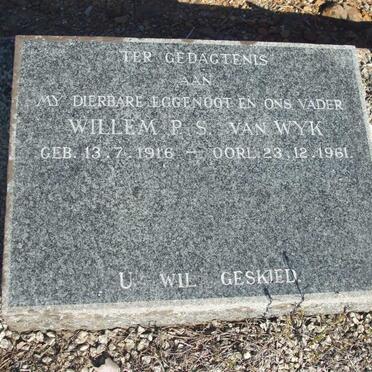 TER GEDAGTENIS
AAN
MY DIERBARE EGGENOOT EN ONS VADER
WILLEM P. S. VAN WYK
GEB. 13.7.1916 — OORL. 23.12.1961.
U WIL GESKIED